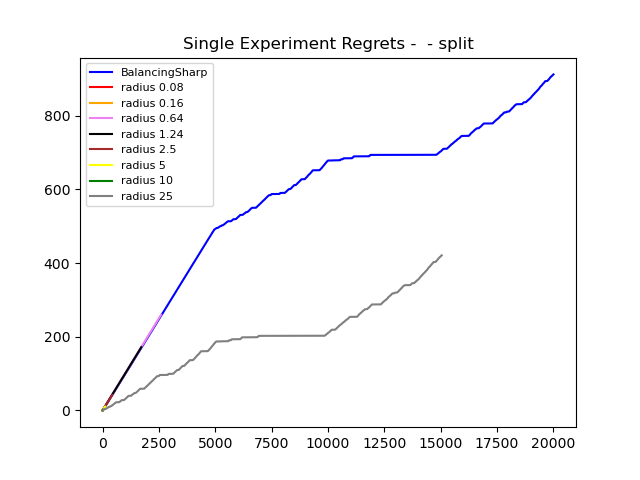 Single Experiment Regrets -  - split
BalancingSharp
radius 0.08
radius 0.16
radius 0.64
radius 1.24
radius 2.5
radius 5
radius 10
radius 25
800
600
400
200
0
0 2500 5000 7500 10000 12500 15000 17500 20000